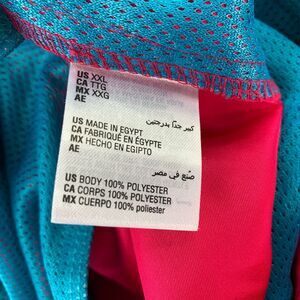 US XXL
CA TTG
MX XXG
AE كبير جدًا بدرجتين
US MADE IN EGYPT
CA FABRIQUÉ EN ÉGYPTE
MX HECHO EN EGIPTO
AE صنع في مصر
US BODY 100% POLYESTER
CA CORPS 100% POLYESTER
MX CUERPO 100% poliester